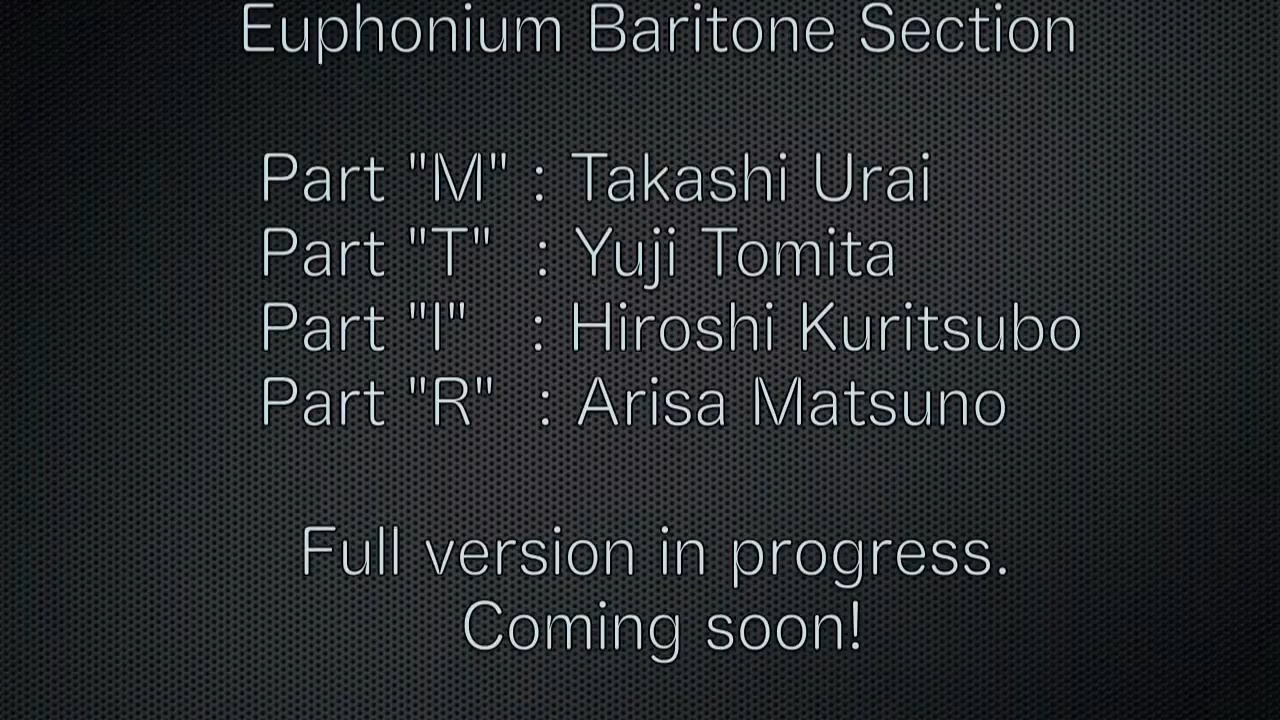 Euphonium Baritone Section
Part "M" : Takashi Urai
Part "T" : Yuji Tomita
Part "I" : Hiroshi Kuritsubo
Part "R" : Arisa Matsuno
Full version in progress.
Coming soon!